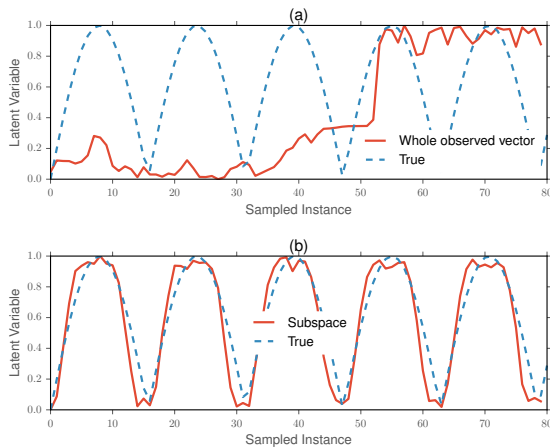 (a)
1.0
0.8
0.6
0.4
0.2
0.0
Latent Variable
Whole observed vector
True
0 10 20 30 40 50 60 70 80
Sampled Instance
(b)
1.0
0.8
0.6
0.4
0.2
0.0
Latent Variable
Subspace
True
0 10 20 30 40 50 60 70 80
Sampled Instance